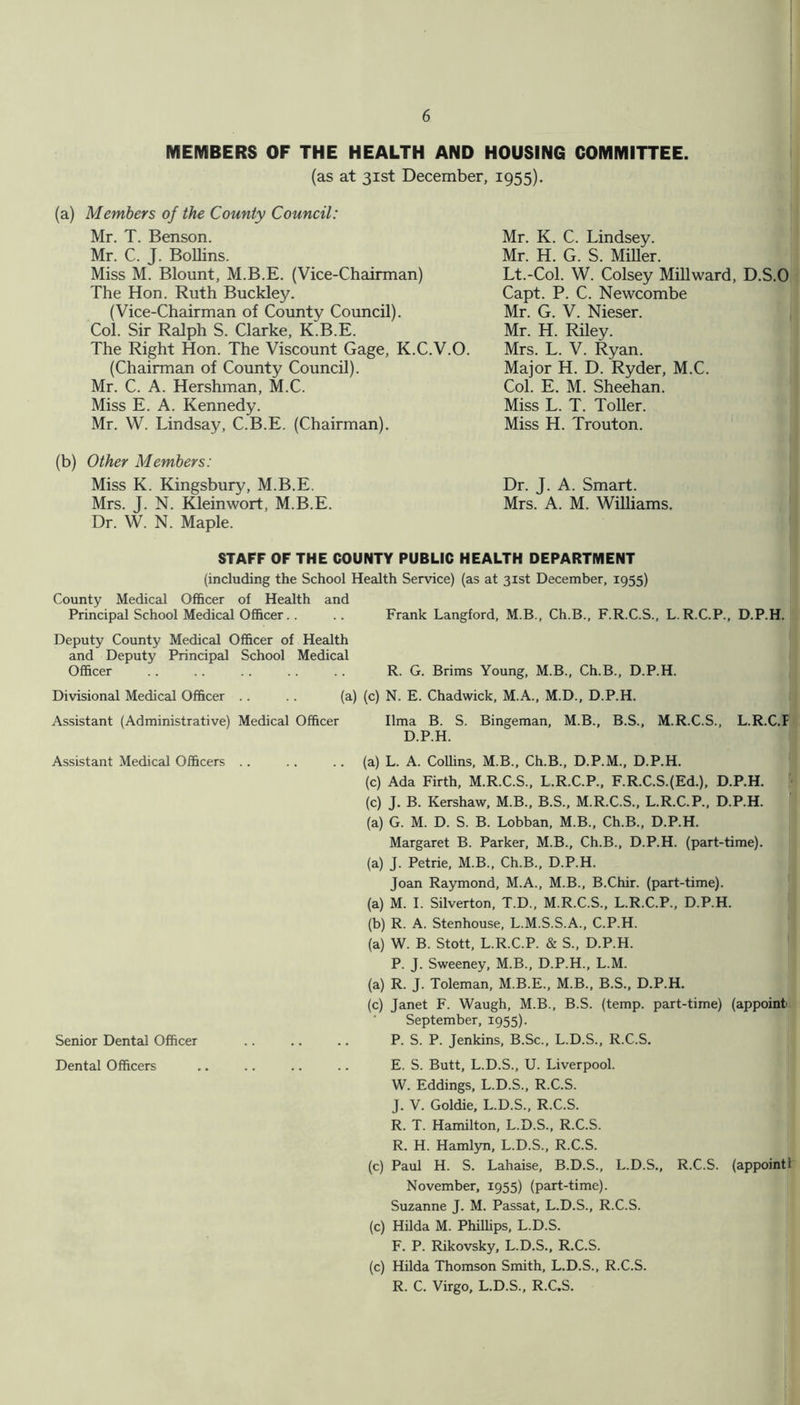 6
MEMBERS OF THE HEALTH AND HOUSING COMMITTEE.
(as at 31st December, 1955).
(a) Members of the County Council:
Mr. T. Benson.
Mr. C. J. Bollins.
Miss M. Blount, M.B.E. (Vice-Chairman)
The Hon. Ruth Buckley.
(Vice-Chairman of County Council).
Col. Sir Ralph S. Clarke, K.B.E.
The Right Hon. The Viscount Gage, K.C.V.O.
(Chairman of County Council).
Mr. C. A. Hershman, M.C.
Miss E. A. Kennedy.
Mr. W. Lindsay, C.B.E. (Chairman).
Mr. K. C. Lindsey.
Mr. H. G. S. Miller.
Lt.-Col. W. Colsey Millward, D.S.O
Capt. P. C. Newcombe
Mr. G. V. Nieser.
Mr. H. Riley.
Mrs. L. V. Ryan.
Major H. D. Ryder, M.C.
Col. E. M. Sheehan.
Miss L. T. Toller.
Miss H. Trouton.
(b) Other Members:
Miss K. Kingsbury, M.B.E.
Mrs. J. N. Kleinwort, M.B.E.
Dr. W. N. Maple.
Dr. J. A. Smart.
Mrs. A. M. Williams.
STAFF OF THE COUNTY PUBLIC HEALTH DEPARTMENT
(including the School Health Service) (as at 31st December, 1955)
County Medical Officer of Health and
Principal School Medical Officer . . . . Frank Langford, M.B., Ch.B., F.R.C.S., L.R.C.P., D.P.H.
Deputy County Medical Officer of Health
and Deputy Principal School Medical
Officer . . . . . . . . . . R. G. Brims Young, M.B., Ch.B., D.P.H.
Divisional Medical Officer . . . . (a) (c) N. E. Chadwick, M.A., M.D., D.P.H.
Assistant (Administrative) Medical Officer Ilma B. S. Bingeman, M.B., B.S., M.R.C.S., L.R.C.P
D.P.H.
Assistant Medical Officers . . . . . . (a) L. A. Collins, M.B., Ch.B., D.P.M., D.P.H.
(c) Ada Firth, M.R.C.S., L.R.C.P., F.R.C.S.(Ed.), D.P.H.
(c) J. B. Kershaw, M.B., B.S., M.R.C.S., L.R.C.P., D.P.H.
(a) G. M. D. S. B. Lobban, M.B., Ch.B., D.P.H.
Margaret B. Parker, M.B., Ch.B., D.P.H. (part-time).
(a) J. Petrie, M.B., Ch.B., D.P.H.
Joan Raymond, M.A., M.B., B.Chir. (part-time).
(a) M. I. Silverton, T.D., M.R.C.S., L.R.C.P., D.P.H.
(b) R. A. Stenhouse, L.M.S.S.A., C.P.H.
(a) W. B. Stott, L.R.C.P. & S., D.P.H.
P. J. Sweeney, M.B., D.P.H., L.M.
(a) R. J. Toleman, M.B.E., M.B., B.S., D.P.H.
(c) Janet F. Waugh, M.B., B.S. (temp. part-time) (appoint
September, 1955).
Senior Dental Officer . . . . . . P. S. P. Jenkins, B.Sc., L.D.S., R.C.S.
Dental Officers . . . . . . . . E. S. Butt, L.D.S., U. Liverpool.
W. Eddings, L.D.S., R.C.S.
J. V. Goldie, L.D.S., R.C.S.
R. T. Hamilton, L.D.S., R.C.S.
R. H. Hamlyn, L.D.S., R.C.S.
(c) Paul H. S. Lahaise, B.D.S., L.D.S., R.C.S. (appoint
November, 1955) (part-time).
Suzanne J. M. Passat, L.D.S., R.C.S.
(c) Hilda M. Phillips, L.D.S.
F. P. Rikovsky, L.D.S., R.C.S.
(c) Hilda Thomson Smith, L.D.S., R.C.S.
R. C. Virgo, L.D.S., R.C.S.